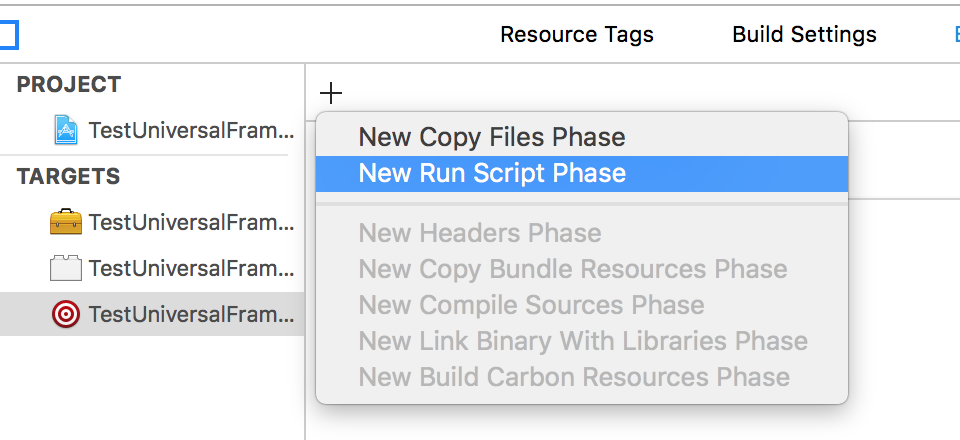 Resource Tags Build Settings
PROJECT
TestUniversalFram...
New Copy Files Phase
New Run Script Phase
TARGETS
TestUniversalFram...
TestUniversalFram...
TestUniversalFram...
New Headers Phase
New Copy Bundle Resources Phase
New Compile Sources Phase
New Link Binary With Libraries Phase
New Build Carbon Resources Phase